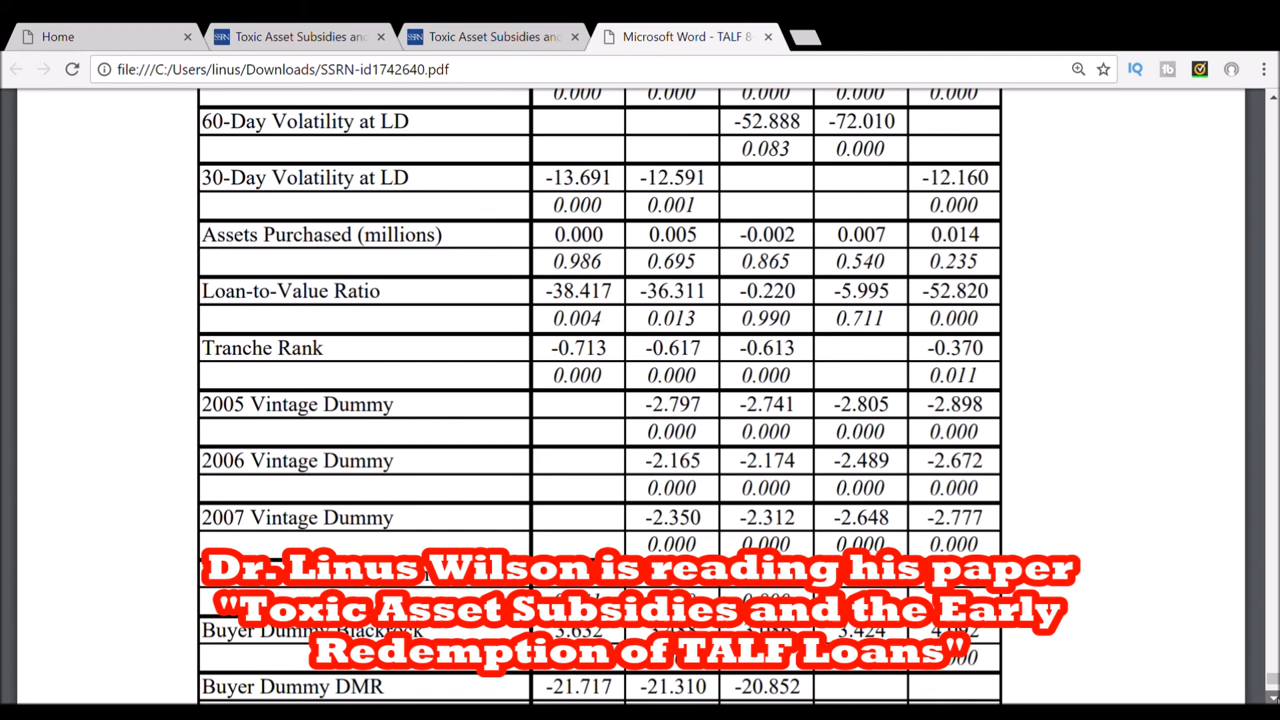 Home
Toxic Asset Subsidies and
Toxic Asset Subsidies and
Microsoft Word - TALF 8-
file:///C:/Users/linus/Downloads/SSRN-id1742640.pdf
0.000 0.000 0.000 0.000 0.000
60-Day Volatility at LD -52.888 -72.010
0.083 0.000
30-Day Volatility at LD -13.691 -12.591 -12.160
0.000 0.001 0.000
Assets Purchased (millions) 0.000 0.005 -0.002 0.007 0.014
0.986 0.695 0.865 0.540 0.235
Loan-to-Value Ratio -38.417 -36.311 -0.220 -5.995 -52.820
0.004 0.013 0.990 0.711 0.000
Tranche Rank -0.713 -0.617 -0.613 -0.370
0.000 0.000 0.000 0.011
2005 Vintage Dummy -2.797 -2.741 -2.805 -2.898
0.000 0.000 0.000 0.000
2006 Vintage Dummy -2.165 -2.174 -2.489 -2.672
0.000 0.000 0.000 0.000
2007 Vintage Dummy -2.350 -2.312 -2.648 -2.777
0.000 0.000 0.000 0.000
Dr. Linus Wilson is reading his paper
"Toxic Asset Subsidies and the Early
Redemption of TALF Loans"
Buyer Dummy Blackrock 3.632 3.424
Buyer Dummy DMR -21.717 -21.310 -20.852